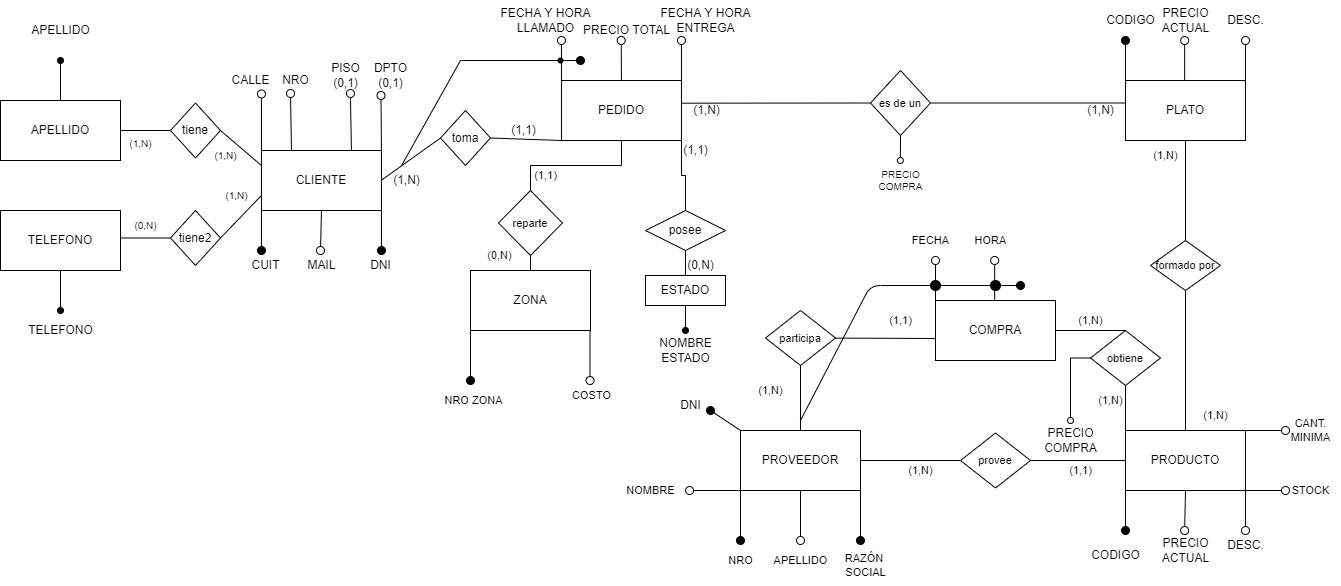 APELLIDO
APELLIDO
(1,N)
tiene
(1,N)
TELEFONO
(0,N)
tiene2
(1,N)
TELEFONO
CALLE
NRO
PISO
(0,1)
DPTO
(0,1)
CLIENTE
CUIT
MAIL
DNI
(1,N)
toma
(1,1)
FECHA Y HORA
LLAMADO
PRECIO TOTAL
FECHA Y HORA
ENTREGA
PEDIDO
(1,N)
es de un
(1,N)
PRECIO
COMPRA
CODIGO
PRECIO
ACTUAL
DESC.
PLATO
(1,1)
reparte
(0,N)
ZONA
NRO ZONA
COSTO
(1,1)
posee
(0,N)
ESTADO
NOMBRE
ESTADO
(1,N)
formado por
(1,N)
FECHA
HORA
COMPRA
(1,1)
participa
(1,N)
(1,N)
obtiene
(1,N)
PRECIO
COMPRA
DNI
PROVEEDOR
NOMBRE
NRO
APELLIDO
RAZÓN
SOCIAL
(1,N)
provee
(1,1)
PRODUCTO
CANT.
MINIMA
STOCK
CODIGO
PRECIO
ACTUAL
DESC.